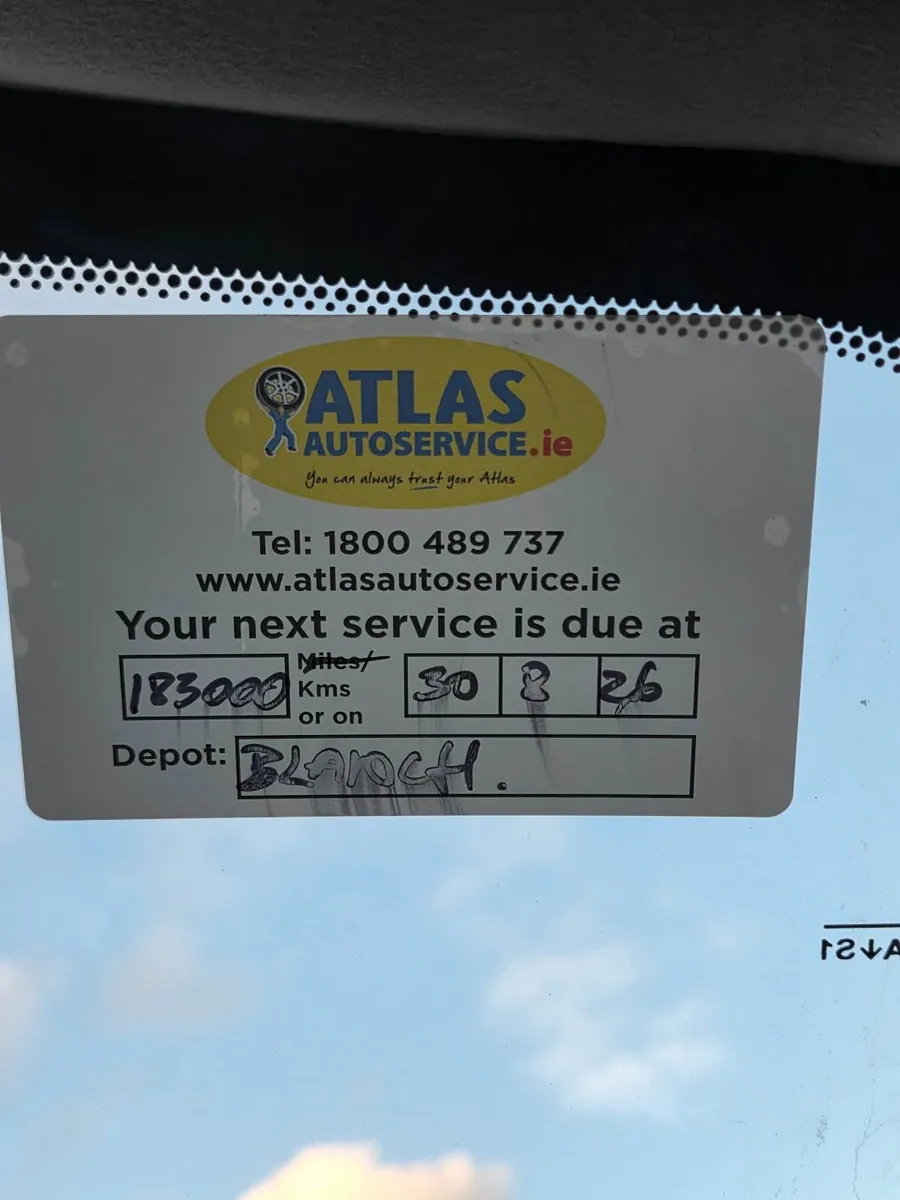 ATLAS
AUTOSERVICE.ie
You can always trust your Atlas
Tel: 1800 489 737
www.atlasautoservice.ie
Your next service is due at
183000 Miles/ Kms or on 30 8 26
Depot: BLANCH.
A↓S1